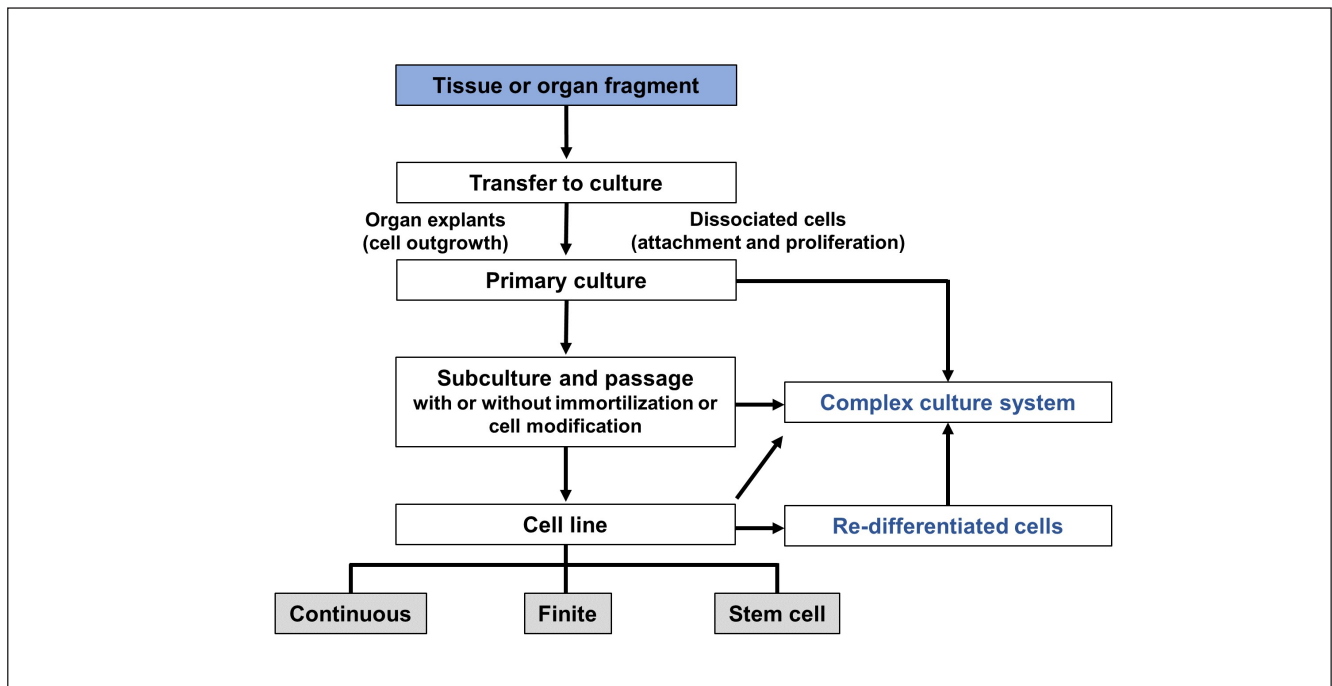 Tissue or organ fragment
Transfer to culture
Organ explants
(cell outgrowth)
Dissociated cells
(attachment and proliferation)
Primary culture
Subculture and passage
with or without immortilization or
cell modification
Complex culture system
Cell line
Re-differentiated cells
Continuous
Finite
Stem cell